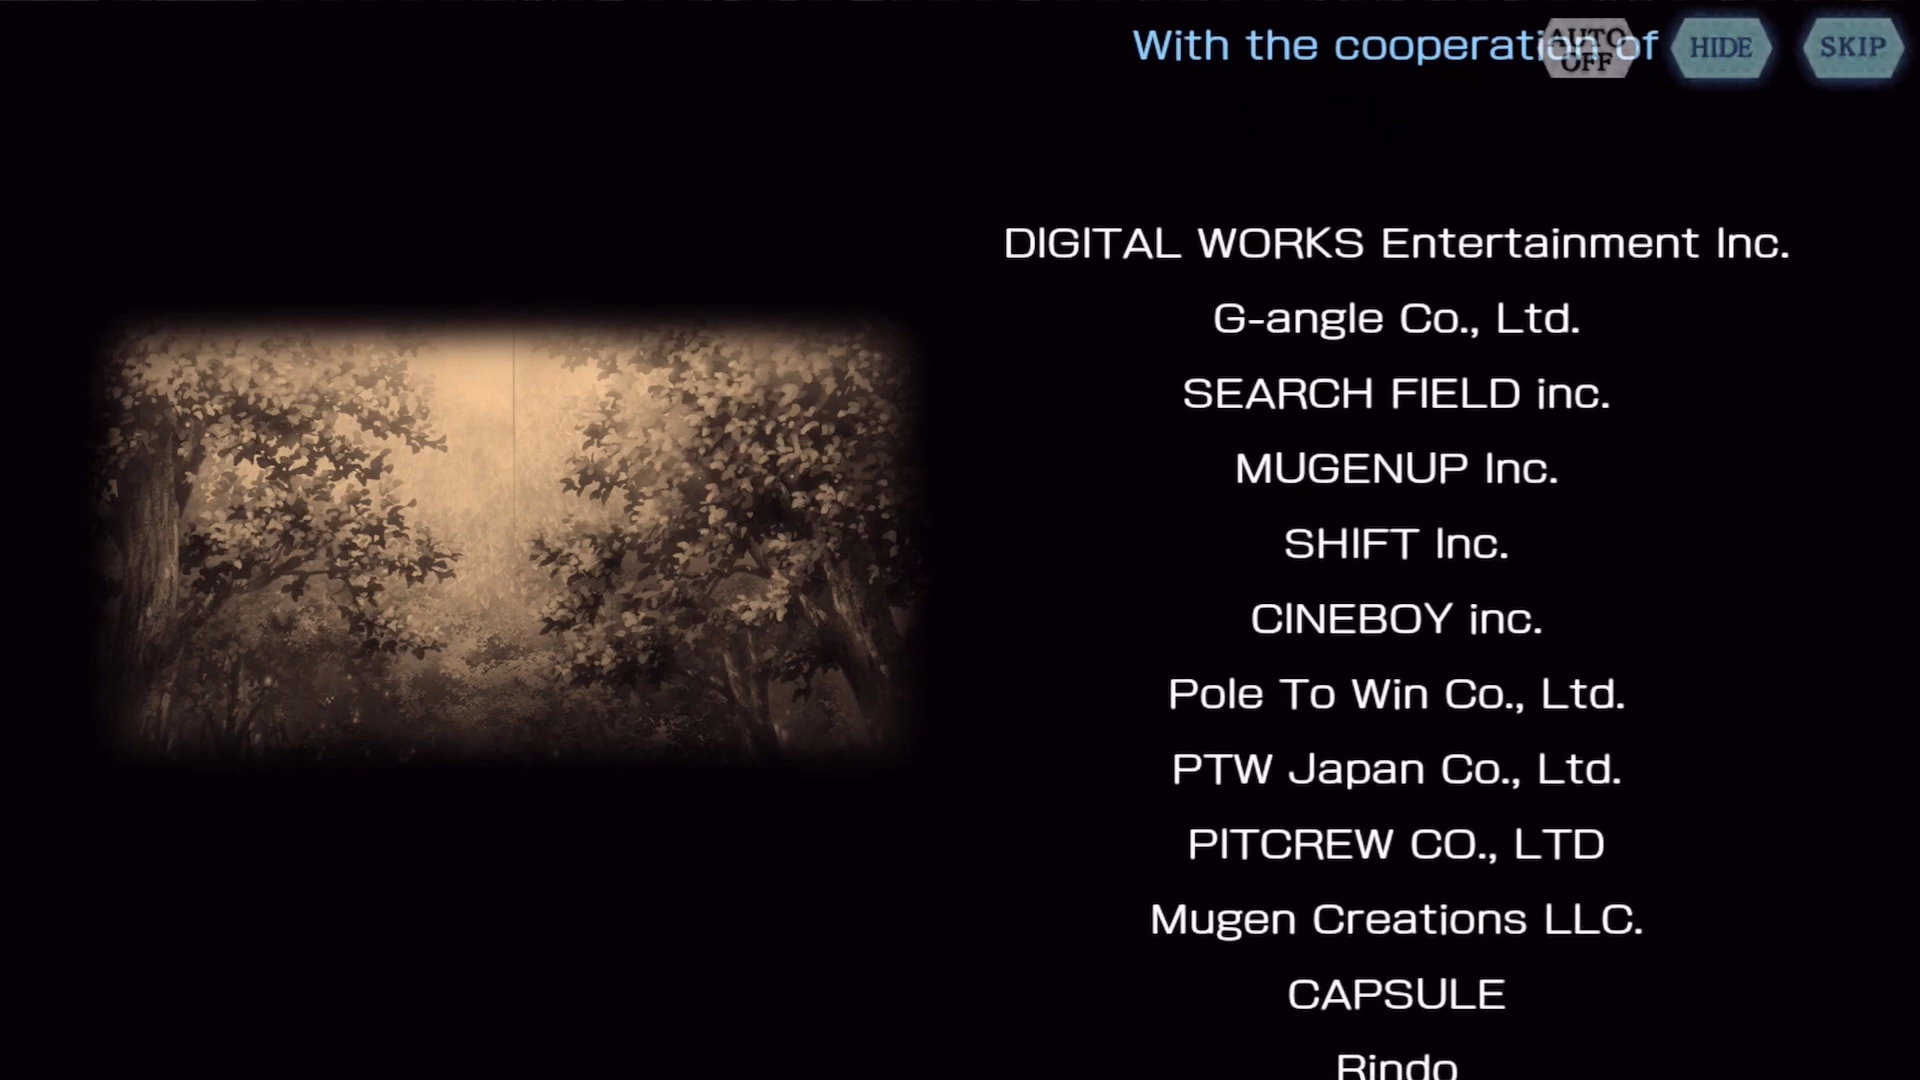 With the cooperation of
AUTO
OFF
HIDE
SKIP
DIGITAL WORKS Entertainment Inc.
G-angle Co., Ltd.
SEARCH FIELD inc.
MUGENUP Inc.
SHIFT Inc.
CINEBOY inc.
Pole To Win Co., Ltd.
PTW Japan Co., Ltd.
PITCREW CO., LTD
Mugen Creations LLC.
CAPSULE
Rindo